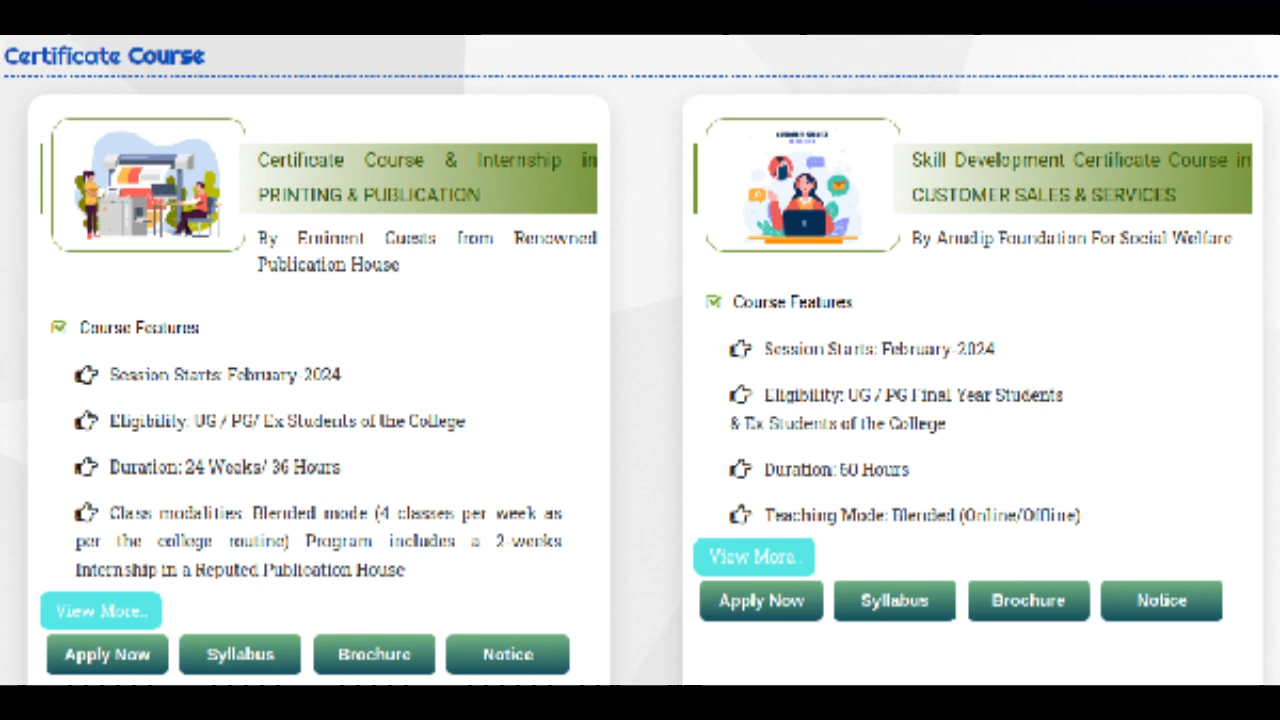 Certificate Course
Certificate Course & Internship in
PRINTING & PUBLICATION
By Eminent Guests from Renowned
Publication House
Course Features
Session Starts: February-2024
Eligibility: UG / PG/ Ex Students of the College
Duration: 24 Weeks/ 36 Hours
Class modalities: Blended mode (4 classes per week as
per the college routine) Program includes a 2-weeks
Internship in a Reputed Publication House
View More..
Apply Now Syllabus Brochure Notice
Skill Development Certificate Course in
CUSTOMER SALES & SERVICES
By Anudip Foundation For Social Welfare
Course Features
Session Starts: February-2024
Eligibility: UG / PG Final Year Students
& Ex Students of the College
Duration: 60 Hours
Teaching Mode: Blended (Online/Offline)
View More..
Apply Now Syllabus Brochure Notice